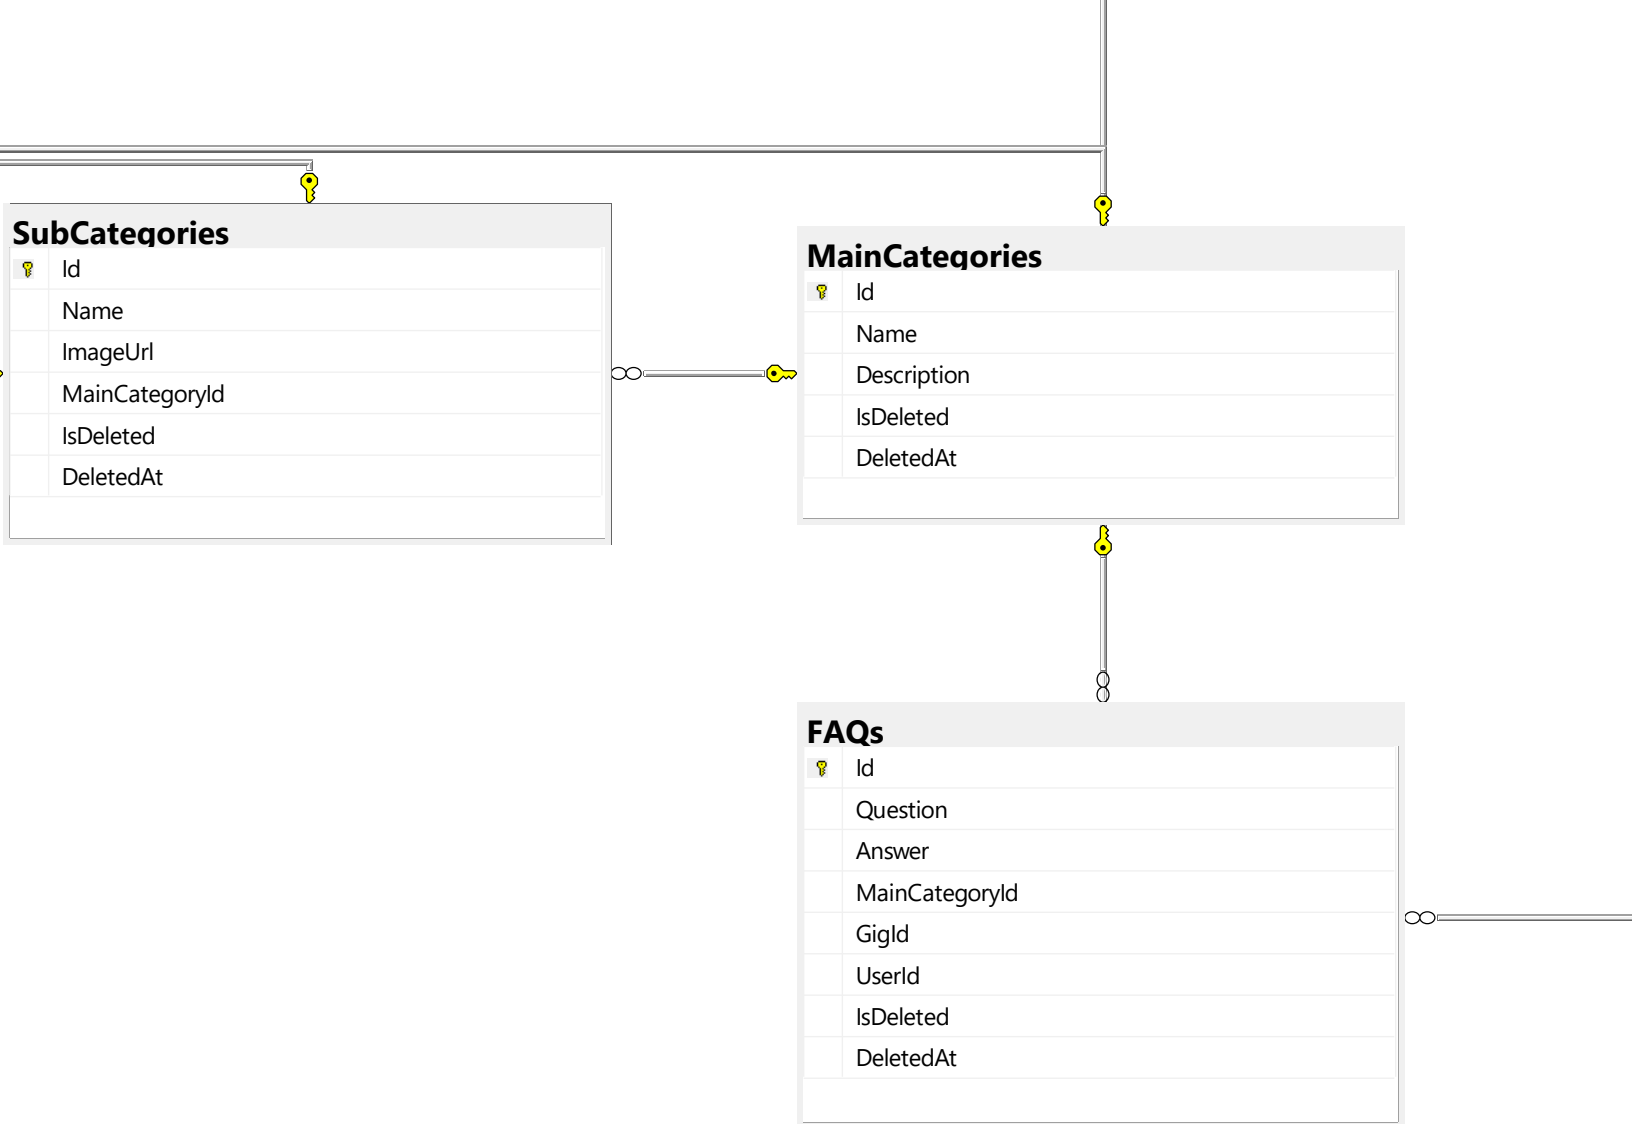 SubCategories
Id
Name
ImageUrl
MainCategoryId
IsDeleted
DeletedAt
MainCategories
Id
Name
Description
IsDeleted
DeletedAt
FAQs
Id
Question
Answer
MainCategoryId
GigId
UserId
IsDeleted
DeletedAt